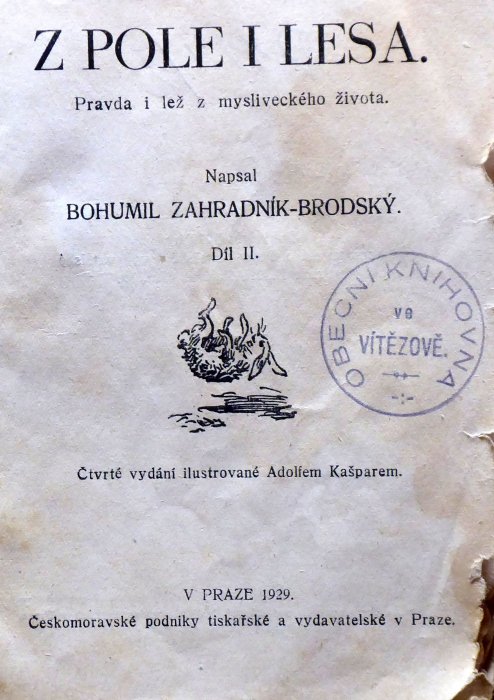 Z POLE I LESA.
Pravda i lež z mysliveckého života.
Napsal
BOHUMIL ZAHRADNÍK-BRODSKÝ.
Díl II.
OBECNÍ KNIHOVNA
ve
VÍTĚZOVĚ.
Čtvrté vydání ilustrované Adolfem Kašparem.
V PRAZE 1929.
Českomoravské podniky tiskařské a vydavatelské v Praze.